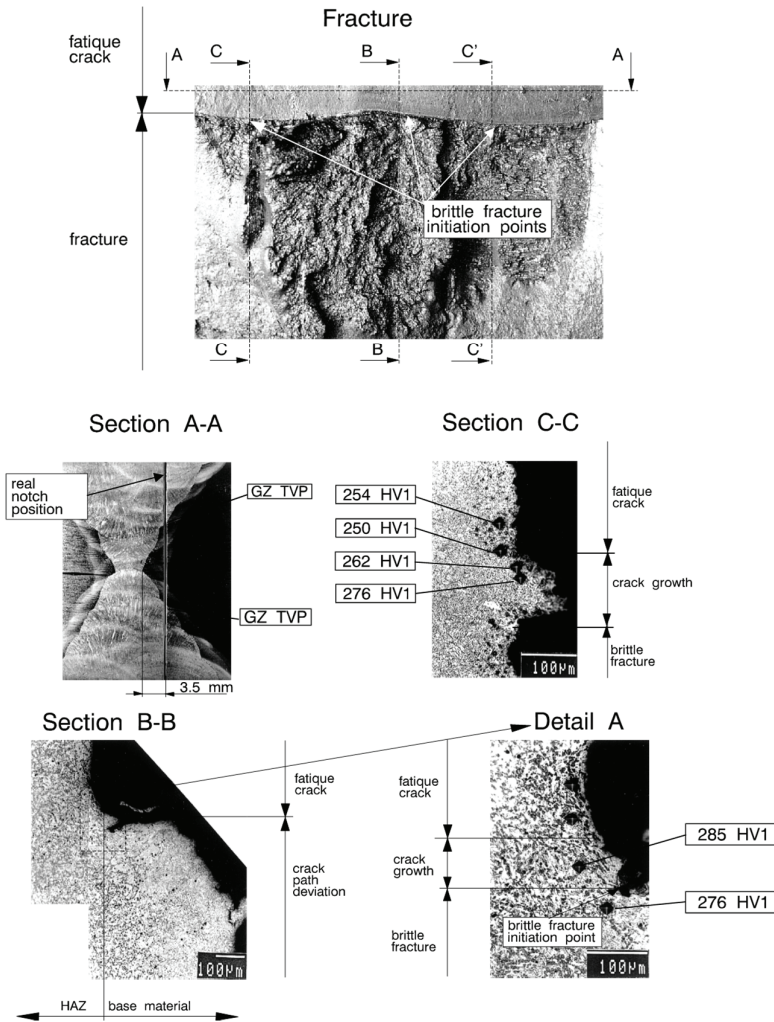 Fracture
fatique
crack
A
C
B
C'
A
brittle fracture
initiation points
fracture
C
B
C'
Section A-A
real
notch
position
GZ TVP
GZ TVP
3.5 mm
Section C-C
254 HV1
250 HV1
262 HV1
276 HV1
fatique
crack
crack growth
brittle
fracture
100µm
Section B-B
fatique
crack
crack
path
deviation
100µm
HAZ
base material
Detail A
fatique
crack
crack
growth
brittle
fracture
285 HV1
276 HV1
brittle fracture
initiation point
100µm